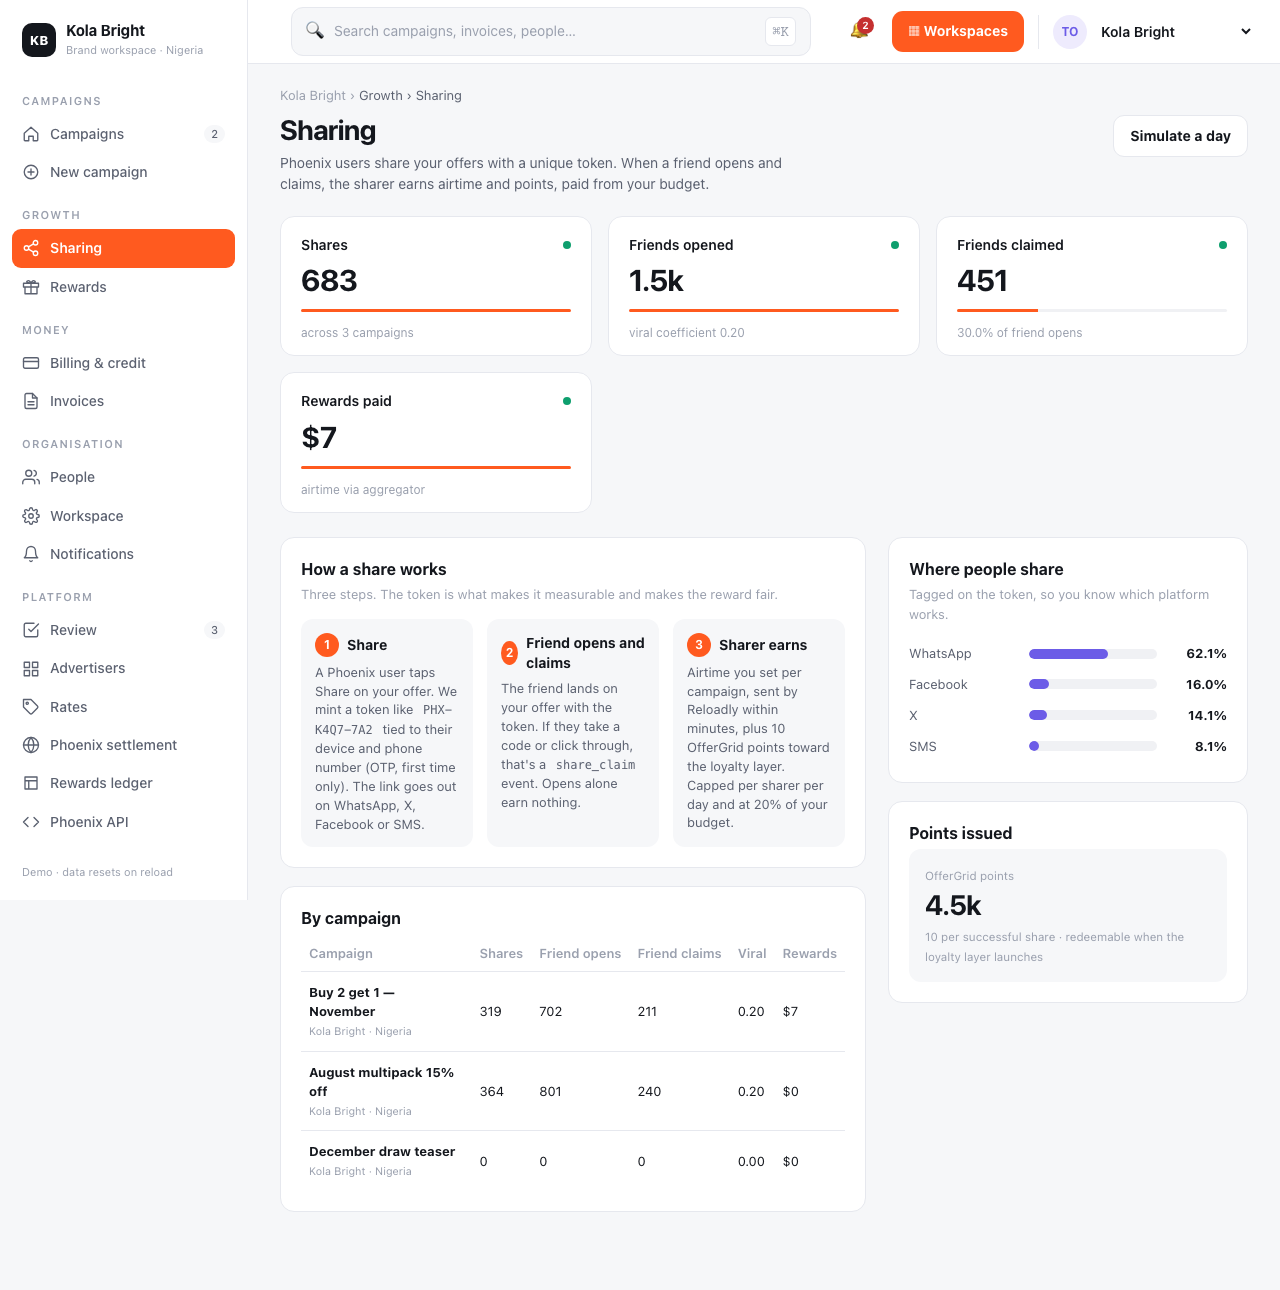 KB
Kola Bright
Brand workspace · Nigeria
CAMPAIGNS
Campaigns
2
New campaign
GROWTH
Sharing
Rewards
MONEY
Billing & credit
Invoices
ORGANISATION
People
Workspace
Notifications
PLATFORM
Review
3
Advertisers
Rates
Phoenix settlement
Rewards ledger
Phoenix API
Demo · data resets on reload
Search campaigns, invoices, people...
⌘K
2
Workspaces
TO
Kola Bright
Kola Bright › Growth › Sharing
Sharing
Simulate a day
Phoenix users share your offers with a unique token. When a friend opens and
claims, the sharer earns airtime and points, paid from your budget.
Shares
683
across 3 campaigns
Friends opened
1.5k
viral coefficient 0.20
Friends claimed
451
30.0% of friend opens
Rewards paid
$7
airtime via aggregator
How a share works
Three steps. The token is what makes it measurable and makes the reward fair.
1
Share
A Phoenix user taps
Share on your offer. We
mint a token like PHX-
K4Q7-7A2 tied to their
device and phone
number (OTP, first time
only). The link goes out
on WhatsApp, X,
Facebook or SMS.
2
Friend opens and
claims
The friend lands on
your offer with the
token. If they take a
code or click through,
that's a share_claim
event. Opens alone
earn nothing.
3
Sharer earns
Airtime you set per
campaign, sent by
Reloadly within
minutes, plus 10
OfferGrid points toward
the loyalty layer.
Capped per sharer per
day and at 20% of your
budget.
Where people share
Tagged on the token, so you know which platform
works.
WhatsApp 62.1%
Facebook 16.0%
X 14.1%
SMS 8.1%
Points issued
OfferGrid points
4.5k
10 per successful share · redeemable when the
loyalty layer launches
By campaign
Campaign Shares Friend opens Friend claims Viral Rewards
Buy 2 get 1 —
November
Kola Bright · Nigeria
319 702 211 0.20 $7
August multipack 15%
off
Kola Bright · Nigeria
364 801 240 0.20 $0
December draw teaser
Kola Bright · Nigeria
0 0 0 0.00 $0